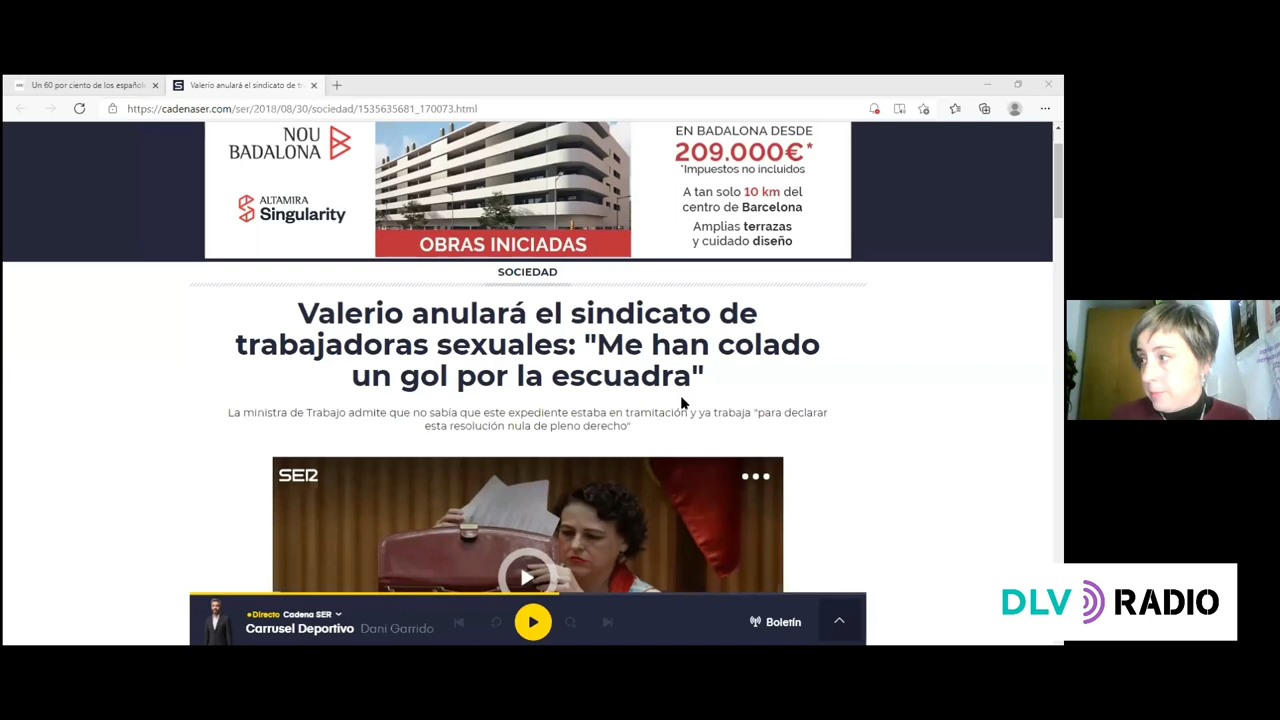 Un 60 por ciento de los español
Valerio anulará el sindicato de tr
https://cadenaser.com/ser/2018/08/30/sociedad/1535635681_170073.html
NOU
BADALONA
ALTAMIRA
Singularity
OBRAS INICIADAS
EN BADALONA DESDE
209.000€*
*Impuestos no incluidos
A tan solo 10 km del
centro de Barcelona
Amplias terrazas
y cuidado diseño
SOCIEDAD
Valerio anulará el sindicato de
trabajadoras sexuales: "Me han colado
un gol por la escuadra"
La ministra de Trabajo admite que no sabía que este expediente estaba en tramitación y ya trabaja "para declarar
esta resolución nula de pleno derecho"
SER
Directo Cadena SER
Carrusel Deportivo Dani Garrido
Boletín
DLV RADIO